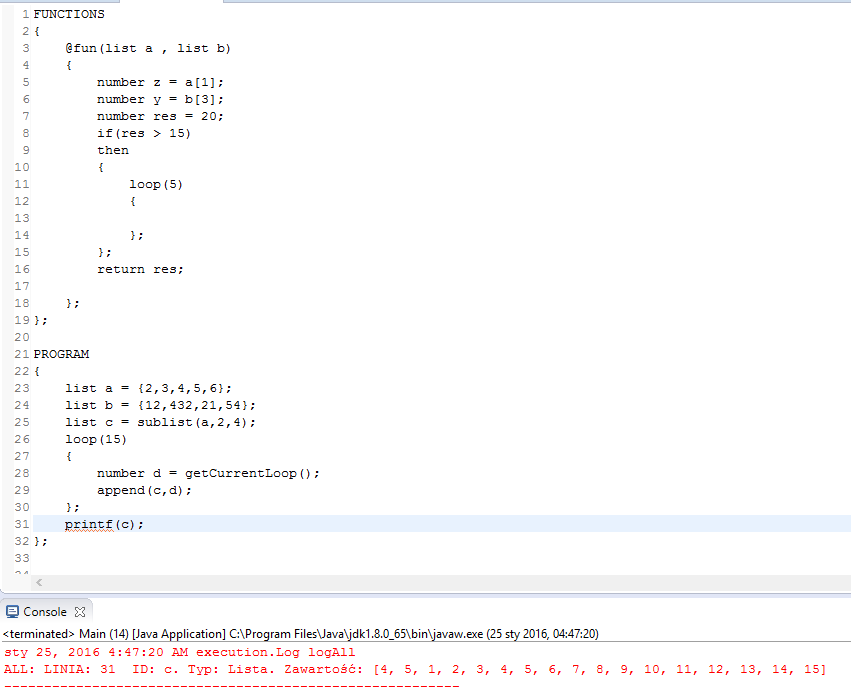 1 FUNCTIONS
2 {
3 @fun(list a , list b)
4 {
5 number z = a[1];
6 number y = b[3];
7 number res = 20;
8 if(res > 15)
9 then
10 {
11 loop(5)
12 {
13
14 };
15 };
16 return res;
17
18 };
19 };
20
21 PROGRAM
22 {
23 list a = {2,3,4,5,6};
24 list b = {12,432,21,54};
25 list c = sublist(a,2,4);
26 loop(15)
27 {
28 number d = getCurrentLoop();
29 append(c,d);
30 };
31 printf(c);
32 };
33
Console
<terminated> Main (14) [Java Application] C:\Program Files\Java\jdk1.8.0_65\bin\javaw.exe (25 sty 2016, 04:47:20)
sty 25, 2016 4:47:20 AM execution.Log logAll
ALL: LINIA: 31 ID: c. Typ: Lista. Zawartość: [4, 5, 1, 2, 3, 4, 5, 6, 7, 8, 9, 10, 11, 12, 13, 14, 15]